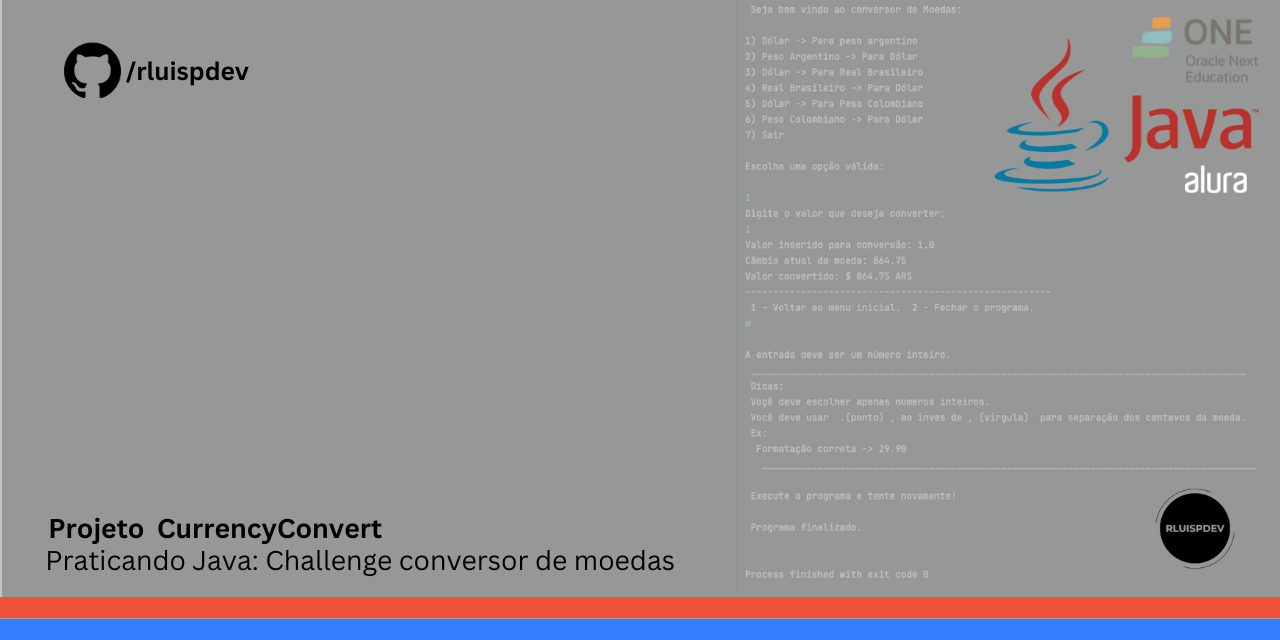 /rluispdev
Projeto CurrencyConvert
Praticando Java: Challenge conversor de moedas
Seja bem vindo ao conversor de Moedas:
1) Dólar -> Para peso argentino
2) Peso Argentino -> Para Dólar
3) Dólar -> Para Real Brasileiro
4) Real Brasileiro -> Para Dólar
5) Dólar -> Para Peso Colombiano
6) Peso Colombiano -> Para Dólar
7) Sair
Escolha uma opção válida:
1
Digite o valor que deseja converter:
1
Valor inserido para conversão: 1.0
Câmbio atual da moeda: 864.75
Valor convertido: $ 864.75 ARS
-------------------------------------------------------
1 - Voltar ao menu inicial. 2 - Fechar o programa.
A entrada deve ser um número inteiro.
Dicas:
Voçê deve escolher apenas números inteiros.
Você deve usar .(ponto) , ao inves de , (virgula) para separação dos centavos da moeda.
Ex:
Formatação correta -> 29.90
Execute o programa e tente novamente!
Programa finalizado.
Process finished with exit code 0
ONE
Oracle Next
Education
Java™
alura
RLUISPDEV